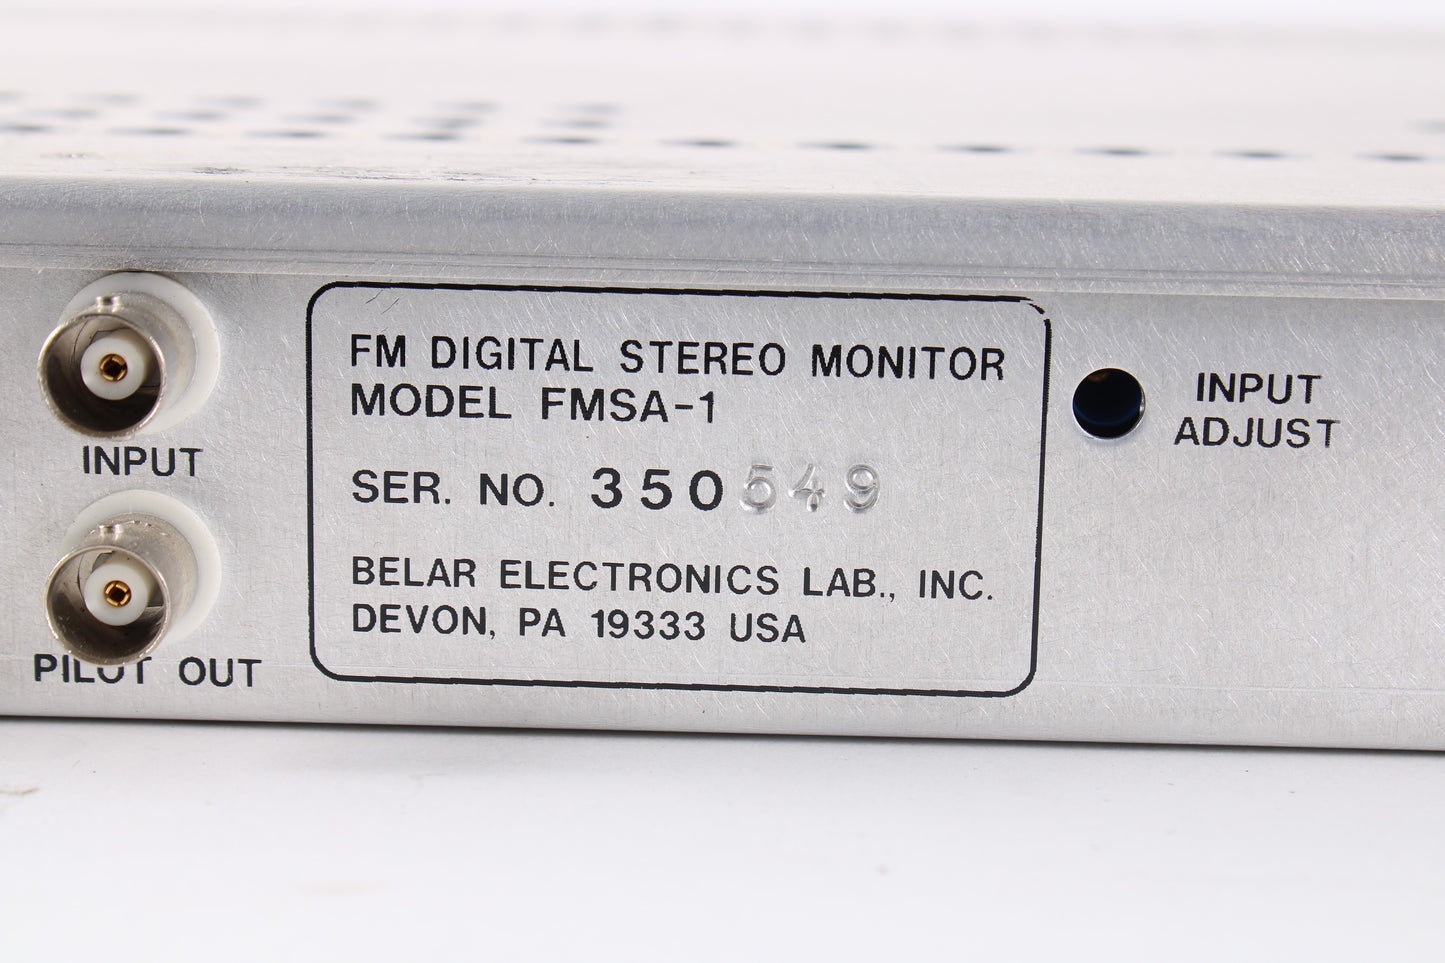 INPUT
PILOT OUT
FM DIGITAL STEREO MONITOR
MODEL FMSA-1
SER. NO. 350549
BELAR ELECTRONICS LAB., INC.
DEVON, PA 19333 USA
INPUT
ADJUST